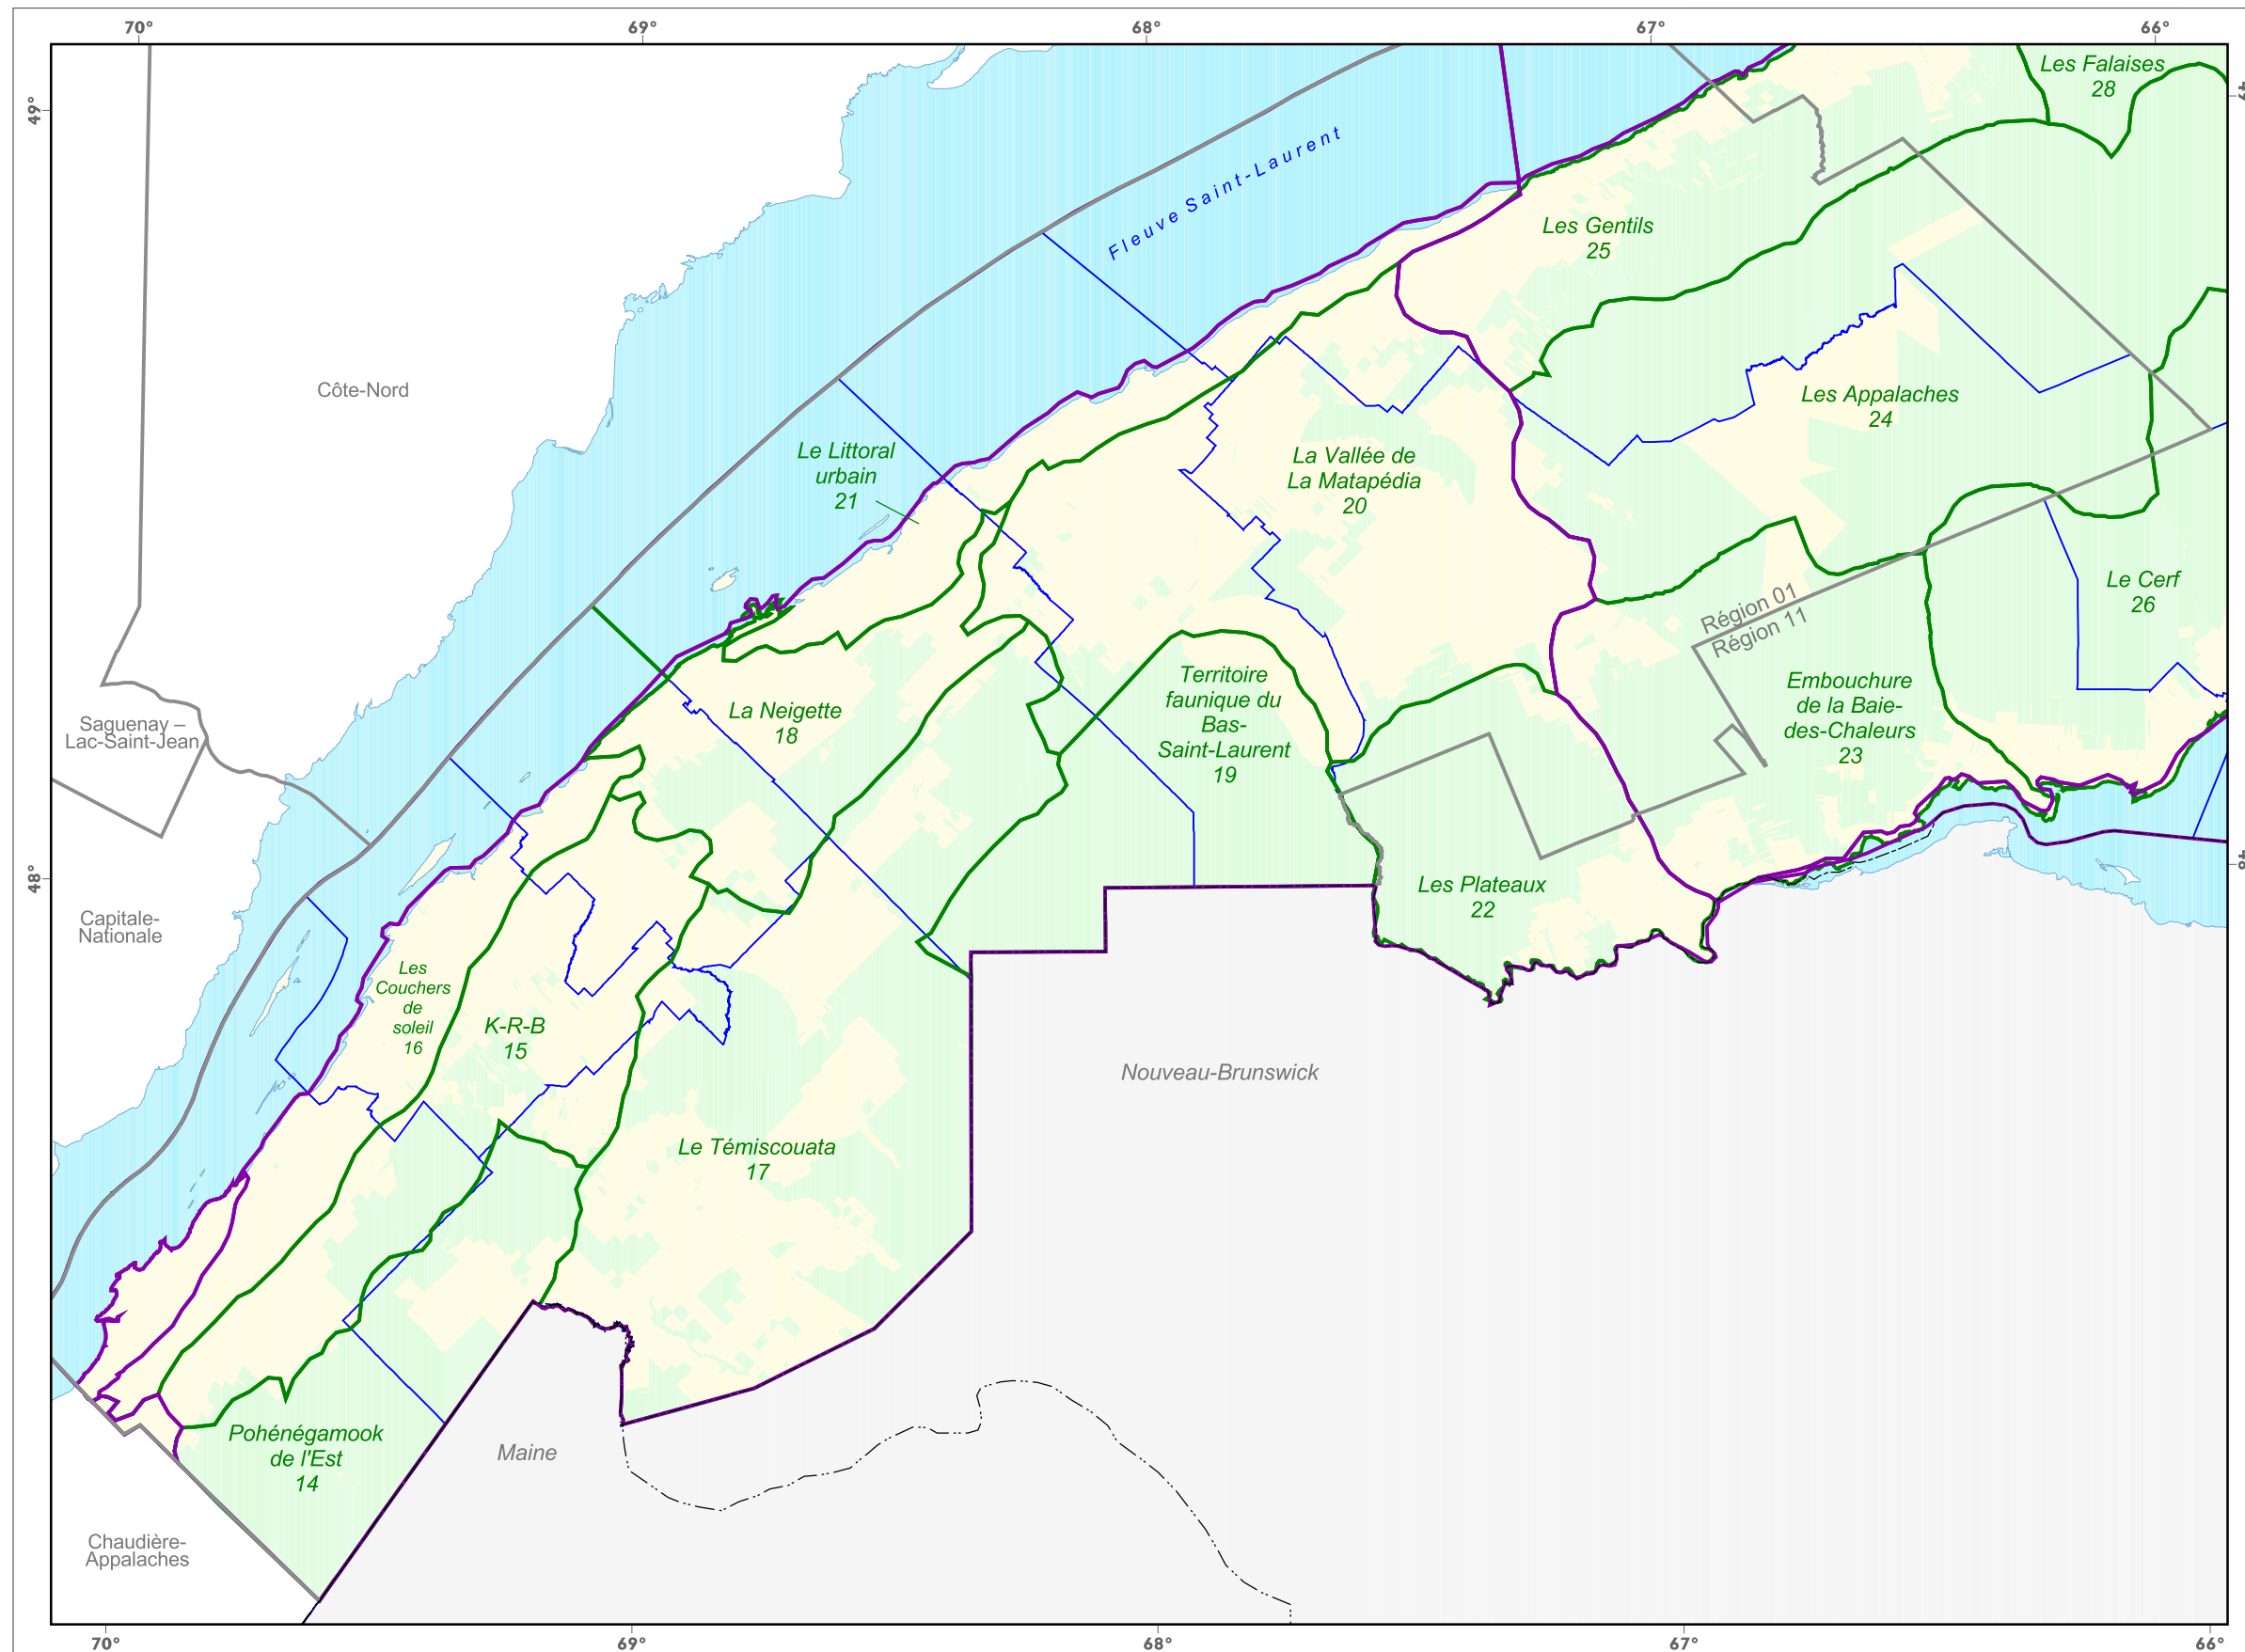 70°
69°
68°
67°
66°
49°
Les Falaises
28
Fleuve Saint-Laurent
Les Gentils
25
Côte-Nord
Les Appalaches
24
Le Littoral
urbain
21
La Vallée de
La Matapédia
20
Le Cerf
26
Région 01
Région 11
Territoire
faunique du
Bas-
Saint-Laurent
19
Embouchure
de la Baie-
des-Chaleurs
23
La Neigette
18
Saguenay –
Lac-Saint-Jean
48°
Les Plateaux
22
Capitale-
Nationale
Les
Couchers
de
soleil
16
K-R-B
15
Nouveau-Brunswick
Le Témiscouata
17
Pohénégamook
de l'Est
14
Maine
Chaudière-
Appalaches
70°
69°
68°
67°
66°